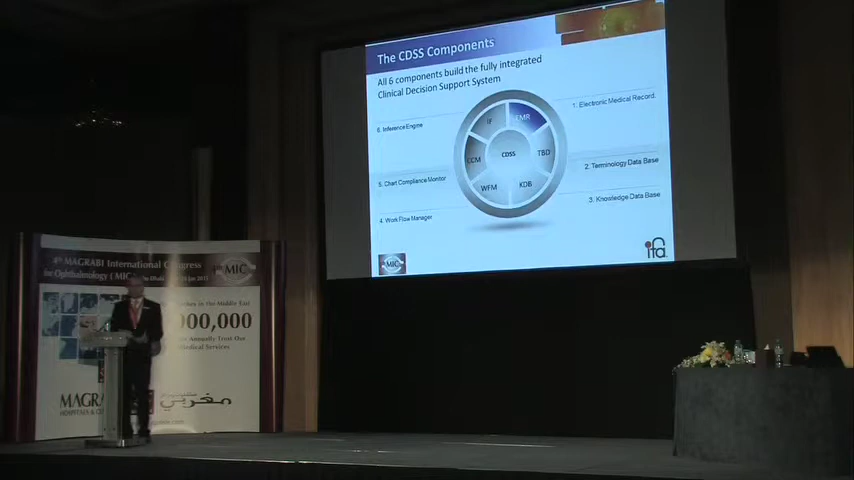 The CDSS Components
All 6 components build the fully integrated
Clinical Decision Support System
1. Electronic Medical Record.
6. Inference Engine
IF
EMR
CCM
CDSS
TBD
WFM
KDB
2. Terminology Data Base
5. Chart Compliance Monitor
3. Knowledge Data Base
4. Work Flow Manager
MIC
ifa
4th MAGRABI International Congress
for Ophthalmology ( MIC
MIC
in the Middle East
000,000
Annually Trust Our
Medical Services
MAGRA
HOSPITALS &
مغربي